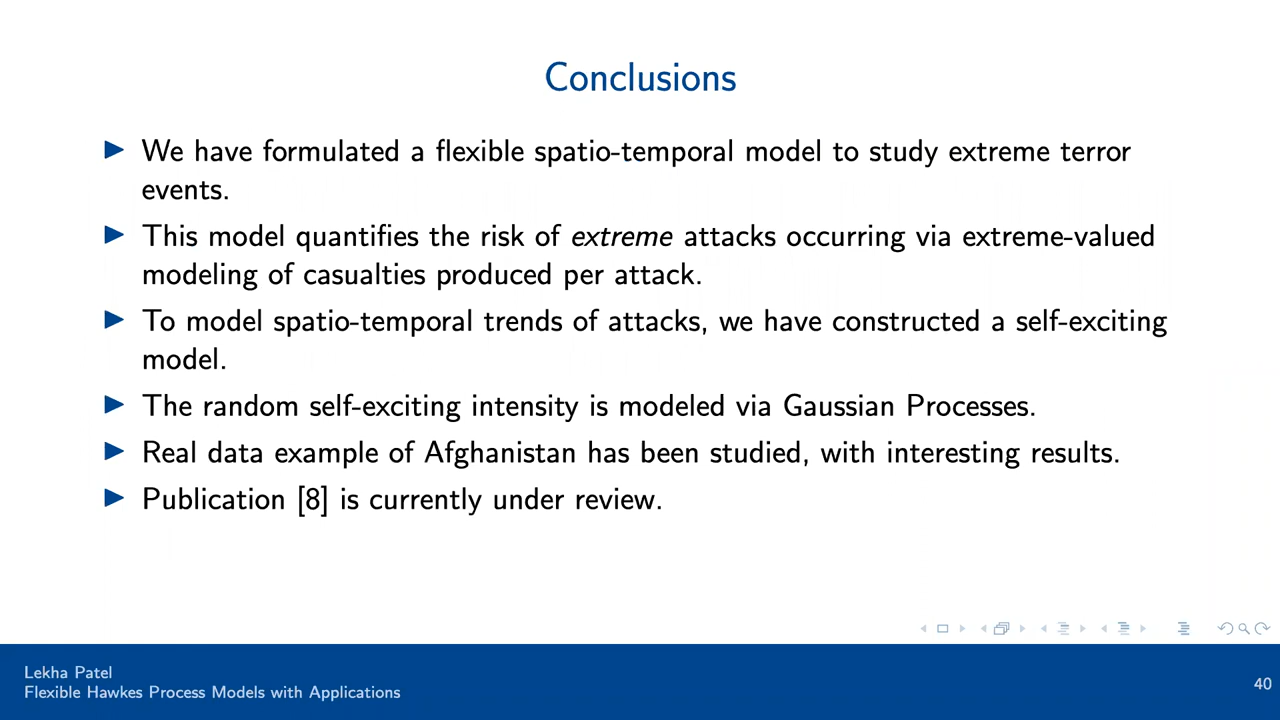 Conclusions
We have formulated a flexible spatio-temporal model to study extreme terror
events.
This model quantifies the risk of extreme attacks occurring via extreme-valued
modeling of casualties produced per attack.
To model spatio-temporal trends of attacks, we have constructed a self-exciting
model.
The random self-exciting intensity is modeled via Gaussian Processes.
Real data example of Afghanistan has been studied, with interesting results.
Publication [8] is currently under review.
Lekha Patel
Flexible Hawkes Process Models with Applications
40